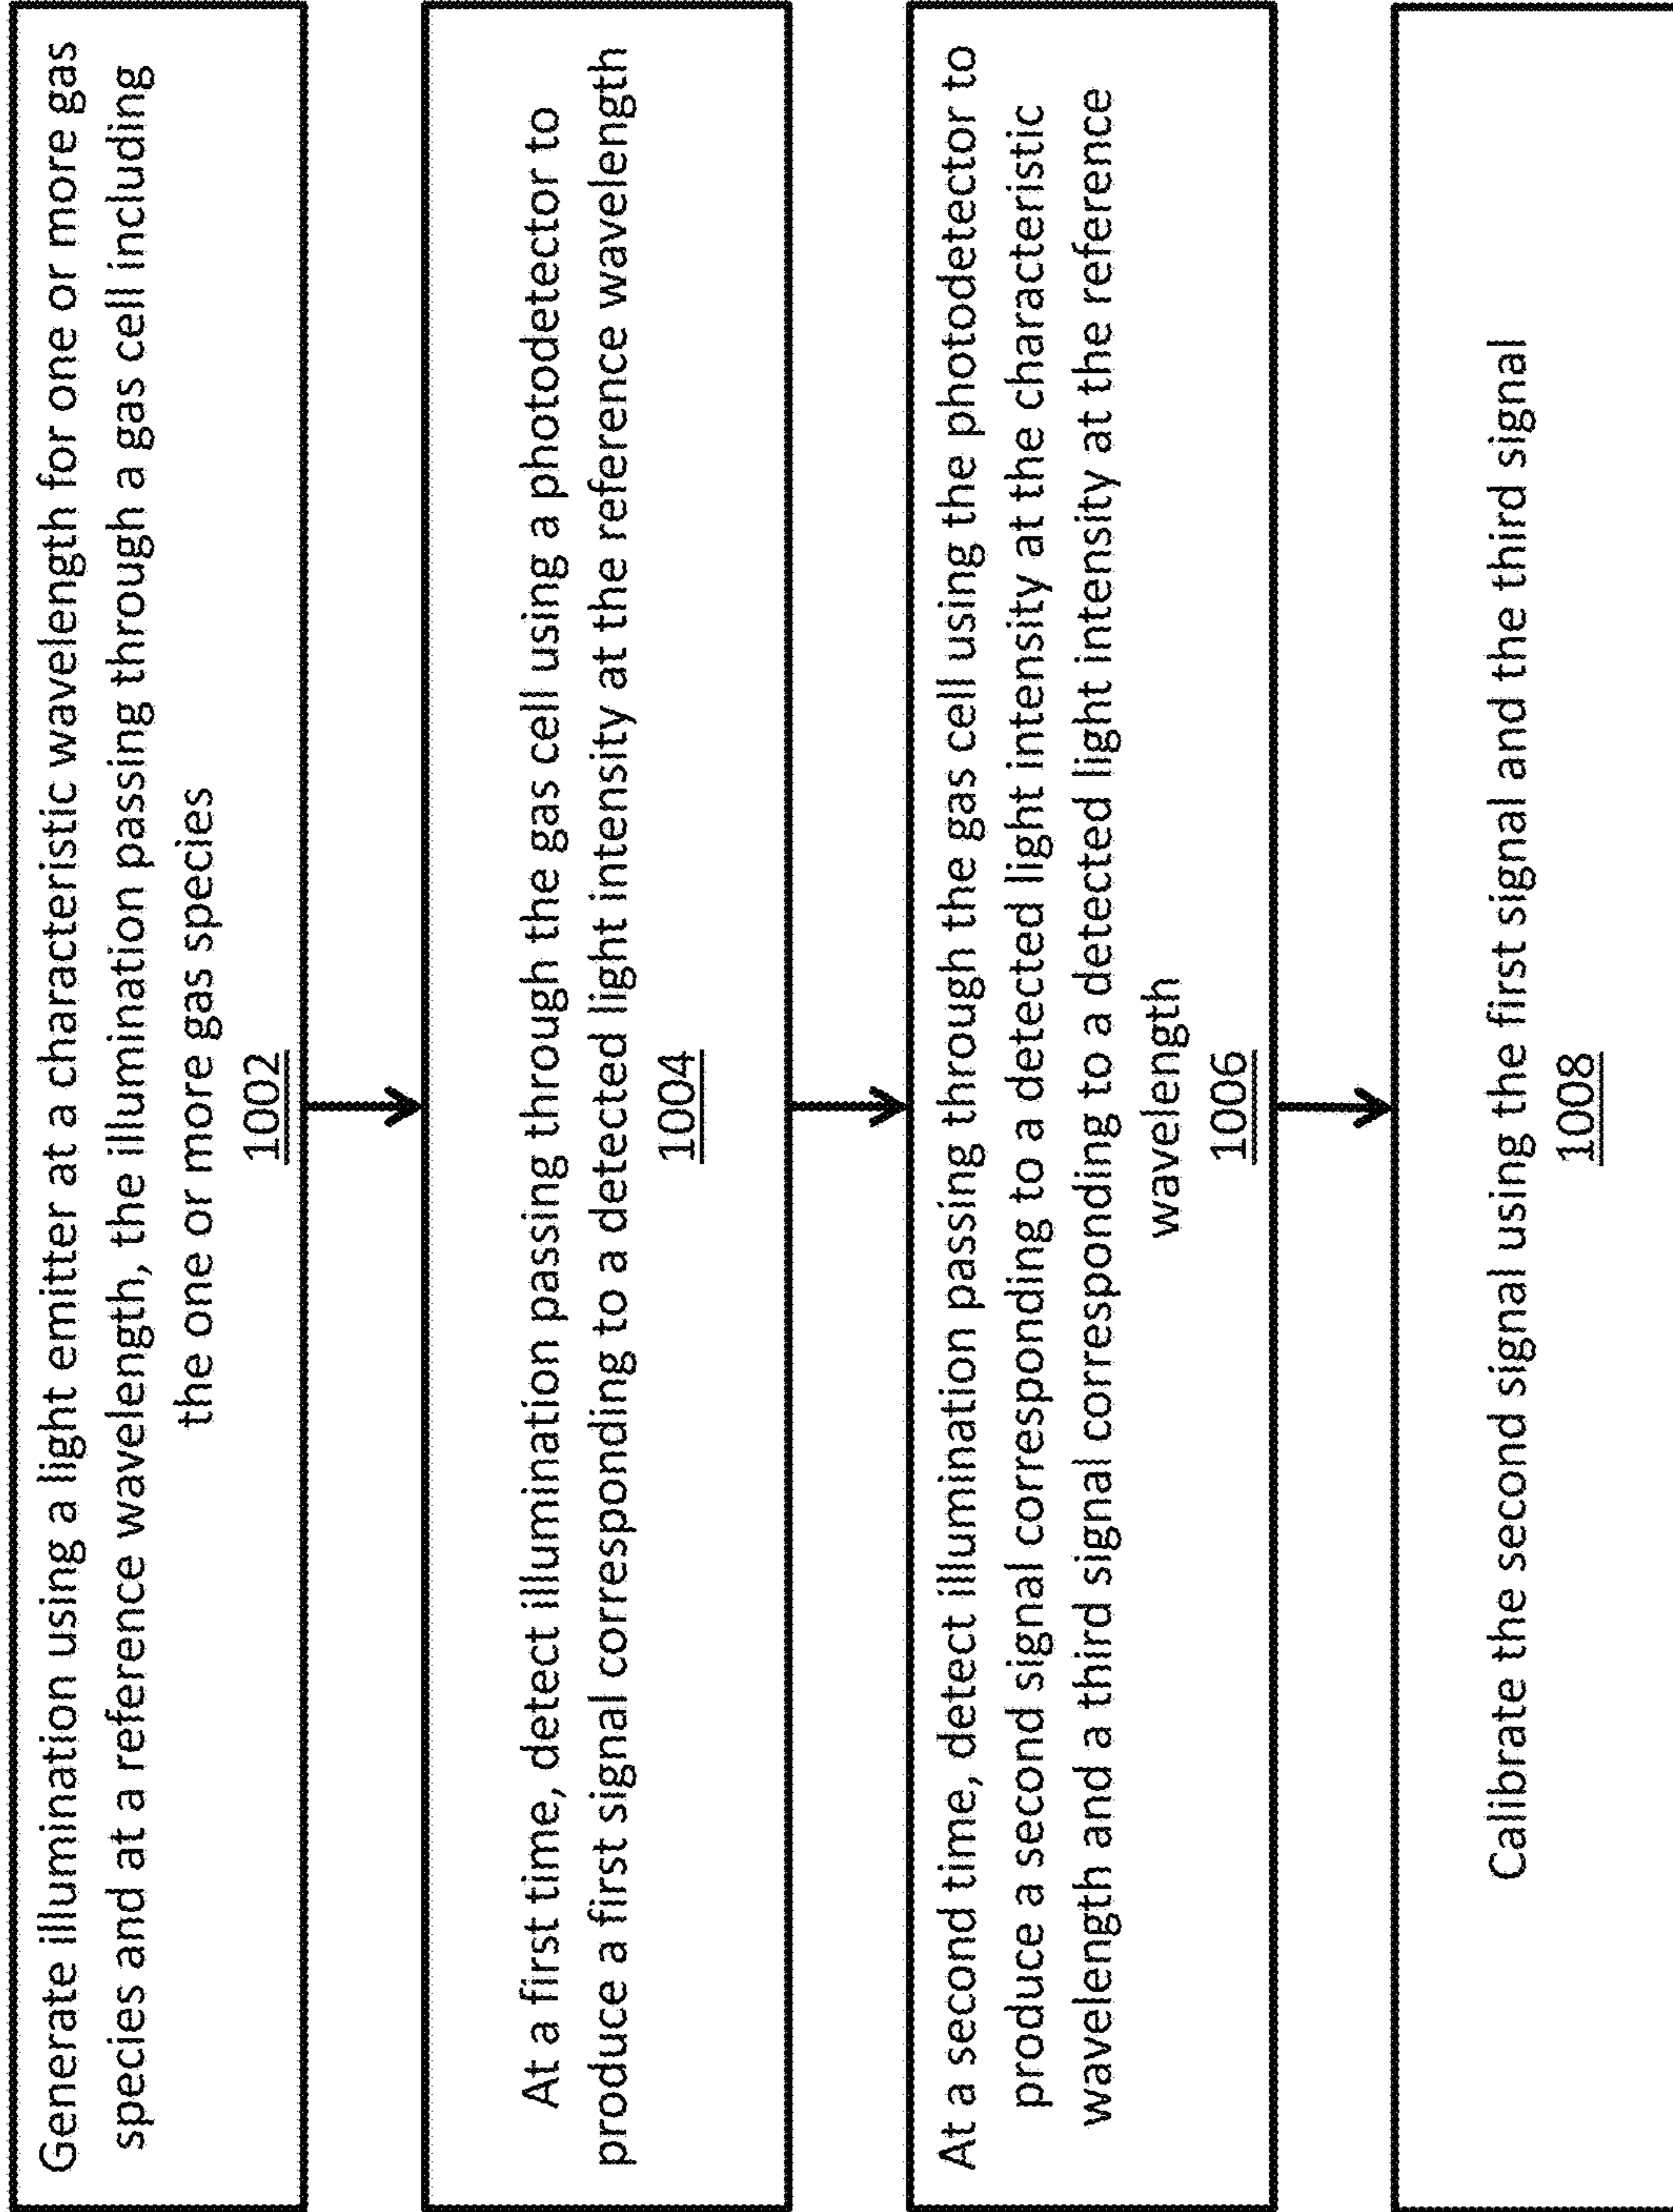 Generate illumination using a light emitter at a characteristic wavelength for one or more gas
species and at a reference wavelength, the illumination passing through a gas cell including
the one or more gas species
1002
At a first time, detect illumination passing through the gas cell using a photodetector to
produce a first signal corresponding to a detected light intensity at the reference wavelength
1004
At a second time, detect illumination passing through the gas cell using the photodetector to
produce a second signal corresponding to a detected light intensity at the characteristic
wavelength and a third signal corresponding to a detected light intensity at the reference
wavelength
1006
Calibrate the second signal using the first signal and the third signal
1008